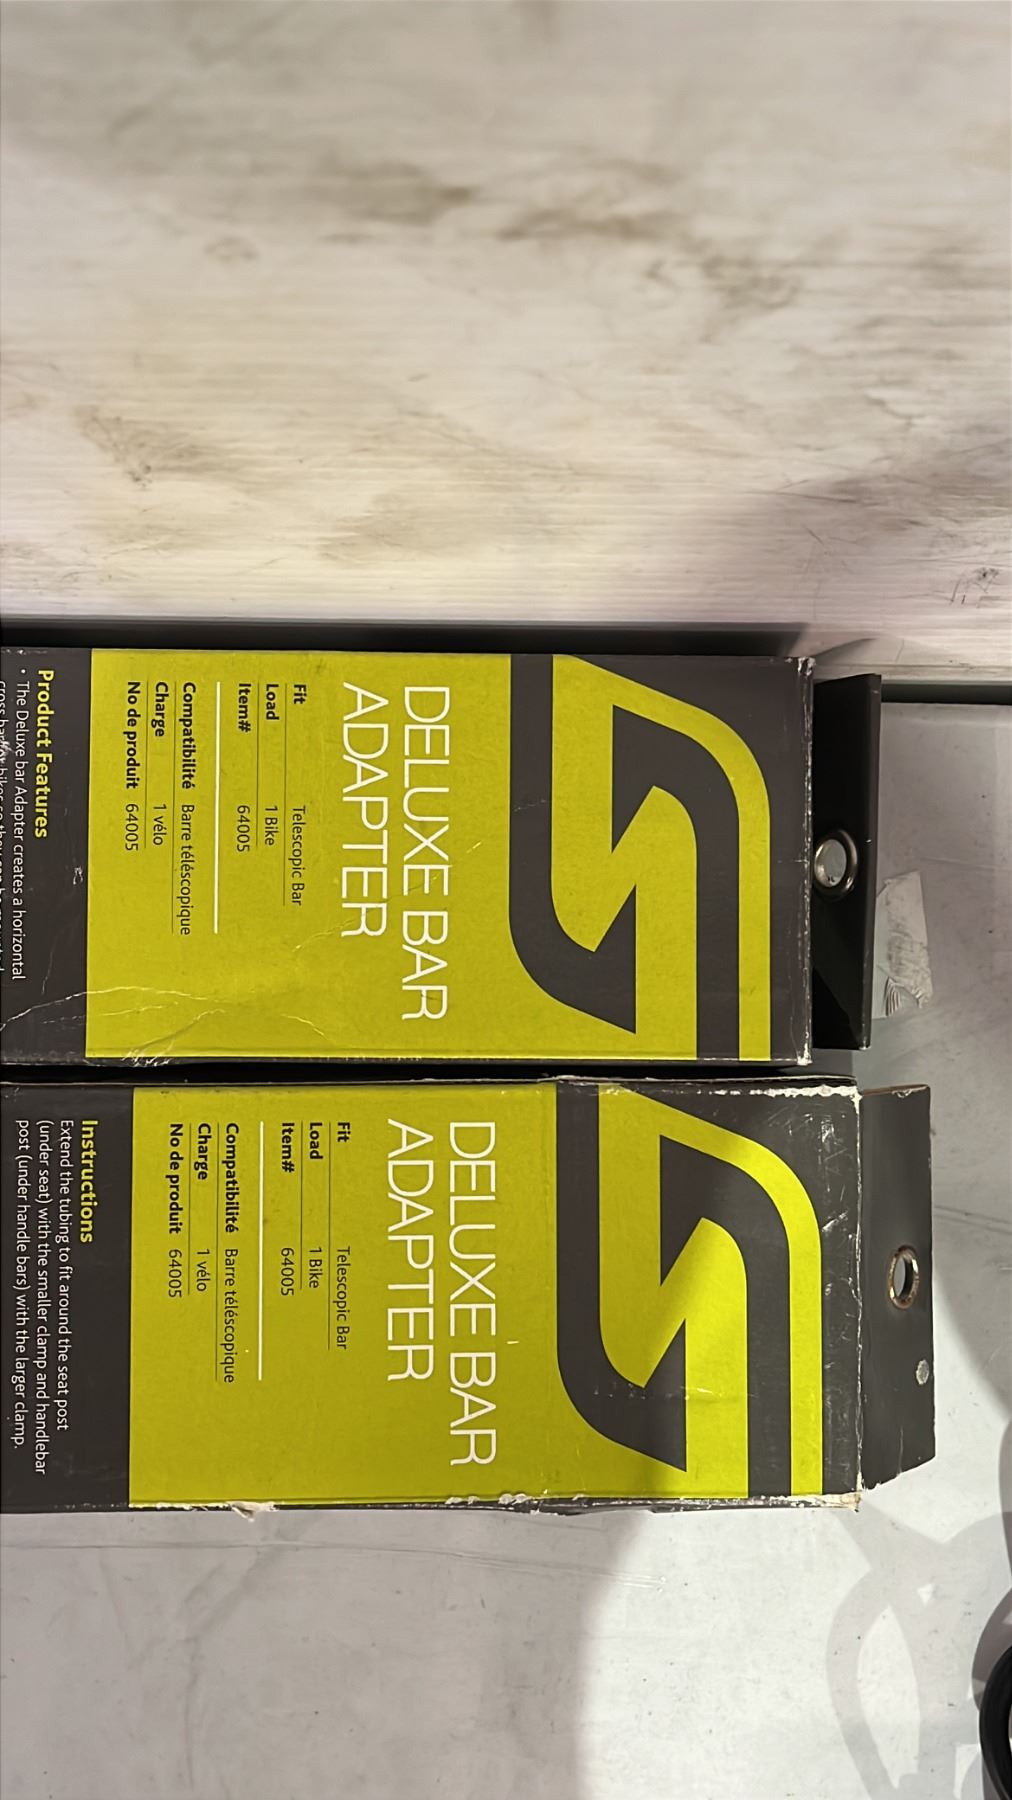 DELUXE BAR
ADAPTER
Fit Telescopic Bar
Load 1 Bike
Item# 64005
Compatibilité Barre téléscopique
Charge 1 vélo
No de produit 64005
Product Features
• The Deluxe bar Adapter creates a horizontal
DELUXE BAR
ADAPTER
Fit Telescopic Bar
Load 1 Bike
Item# 64005
Compatibilité Barre téléscopique
Charge 1 vélo
No de produit 64005
Instructions
Extend the tubing to fit around the seat post
(under seat) with the smaller clamp and handlebar
post (under handle bars) with the larger clamp.